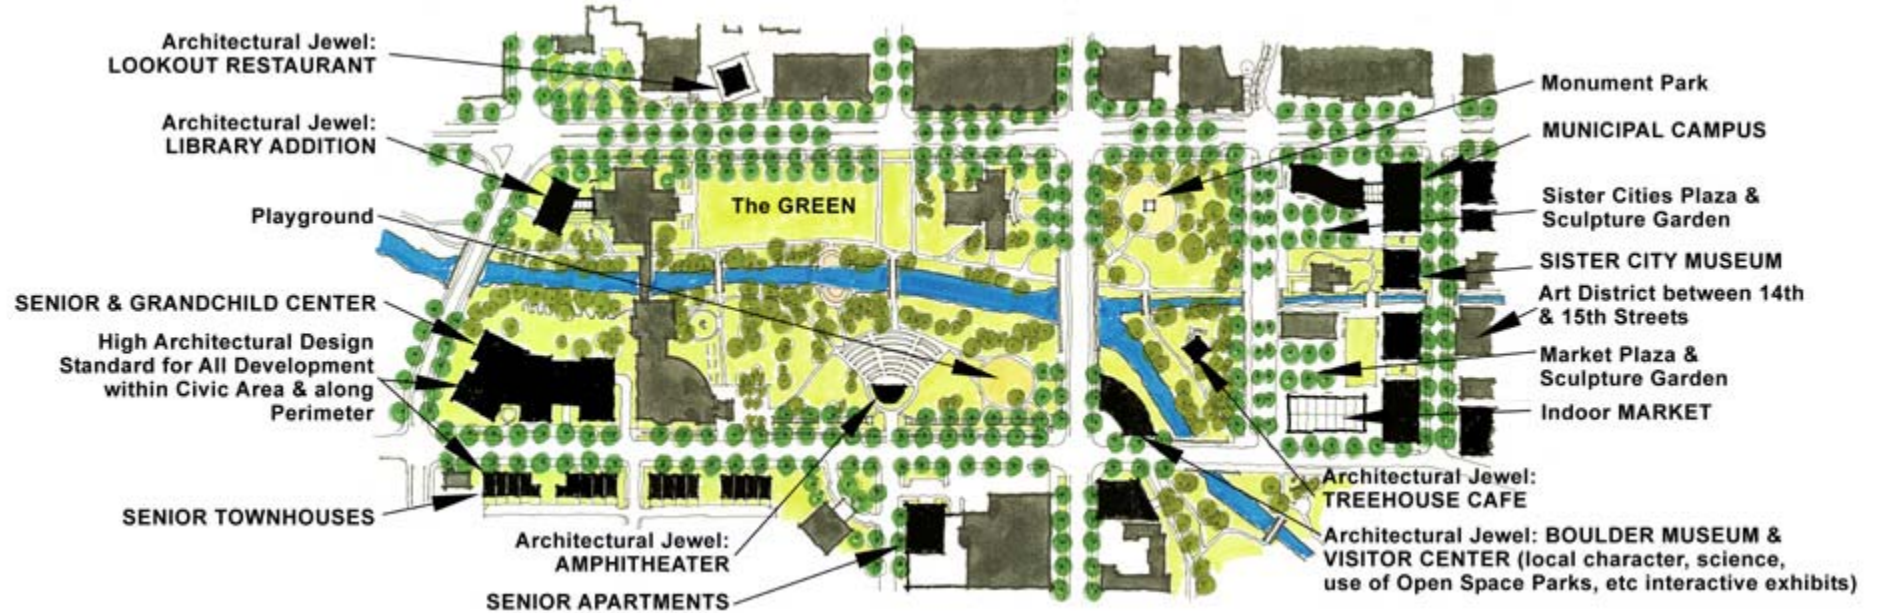 Architectural Jewel:
LOOKOUT RESTAURANT
Architectural Jewel:
LIBRARY ADDITION
Playground
SENIOR & GRANDCHILD CENTER
High Architectural Design
Standard for All Development
within Civic Area & along
Perimeter
SENIOR TOWNHOUSES
Architectural Jewel:
AMPHITHEATER
SENIOR APARTMENTS
The GREEN
Monument Park
MUNICIPAL CAMPUS
Sister Cities Plaza &
Sculpture Garden
SISTER CITY MUSEUM
Art District between 14th
& 15th Streets
Market Plaza &
Sculpture Garden
Indoor MARKET
Architectural Jewel:
TREEHOUSE CAFE
Architectural Jewel: BOULDER MUSEUM &
VISITOR CENTER (local character, science,
use of Open Space Parks, etc interactive exhibits)